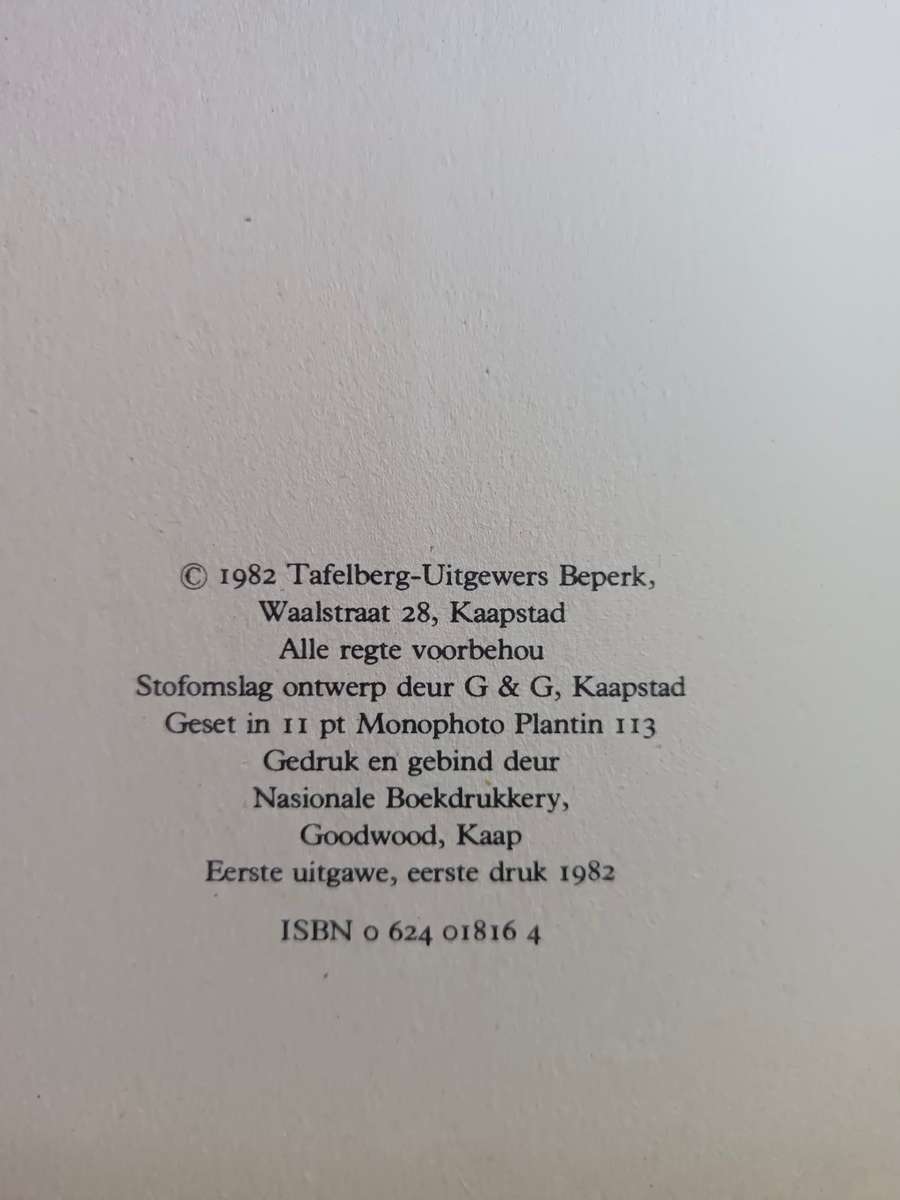 © 1982 Tafelberg-Uitgewers Beperk,
Waalstraat 28, Kaapstad
Alle regte voorbehou
Stofomslag ontwerp deur G & G, Kaapstad
Geset in 11 pt Monophoto Plantin 113
Gedruk en gebind deur
Nasionale Boekdrukkery,
Goodwood, Kaap
Eerste uitgawe, eerste druk 1982
ISBN 0 624 01816 4